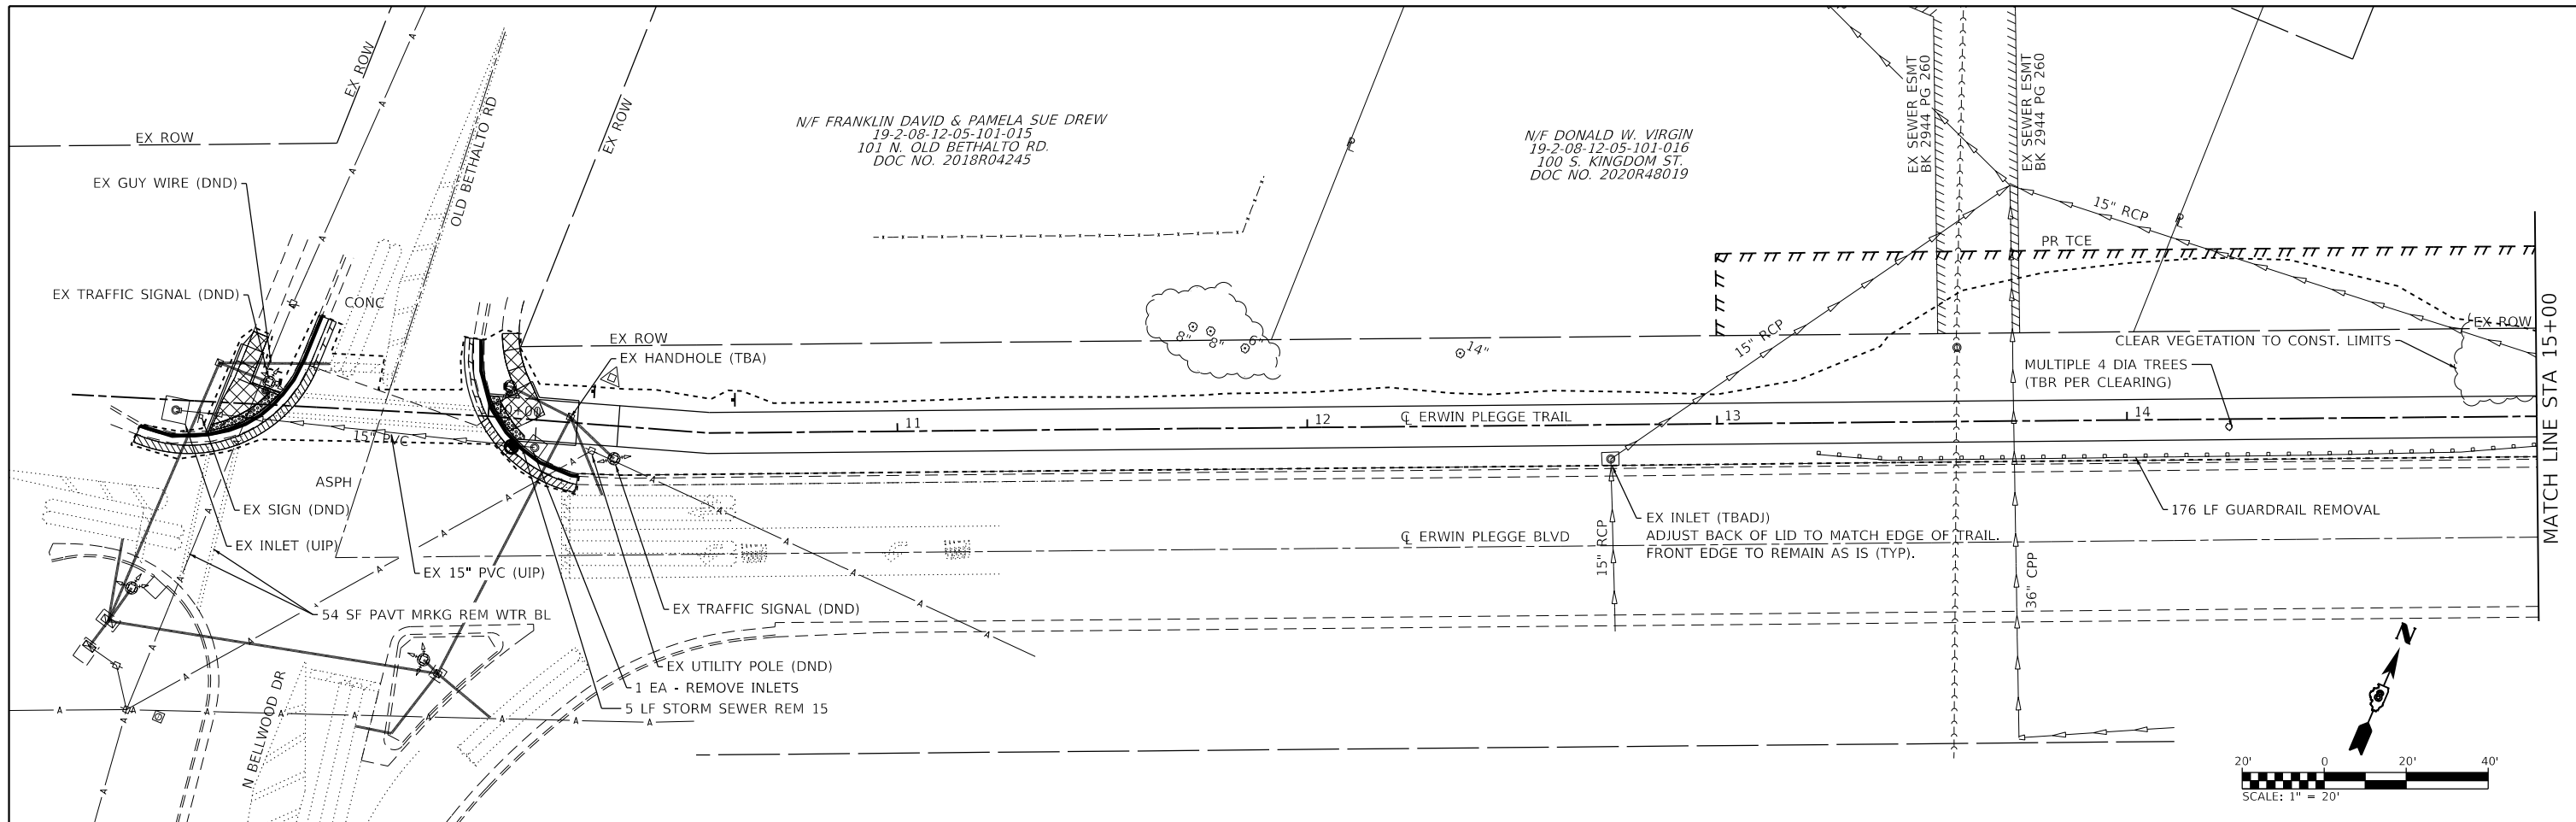 EX ROW
EX ROW
EX ROW
OLD BETHALTO RD
EX GUY WIRE (DND)
EX TRAFFIC SIGNAL (DND)
CONC
N/F FRANKLIN DAVID & PAMELA SUE DREW
19-2-08-12-05-101-015
101 N. OLD BETHALTO RD.
DOC NO. 2018R04245
N/F DONALD W. VIRGIN
19-2-08-12-05-101-016
100 S. KINGDOM ST.
DOC NO. 2020R48019
EX SEWER ESMT
BK 2944 PG 260
EX SEWER ESMT
BK 2944 PG 260
15" RCP
PR TCE
EX ROW
EX HANDHOLE (TBA)
8"
8"
6"
14"
15" RCP
EX ROW
CLEAR VEGETATION TO CONST. LIMITS
MULTIPLE 4 DIA TREES
(TBR PER CLEARING)
MATCH LINE STA 15+00
11
12
℄ ERWIN PLEGGE TRAIL
13
14
15" PVC
ASPH
EX SIGN (DND)
EX INLET (UIP)
EX 15" PVC (UIP)
54 SF PAVT MRKG REM WTR BL
EX TRAFFIC SIGNAL (DND)
EX UTILITY POLE (DND)
1 EA - REMOVE INLETS
5 LF STORM SEWER REM 15
N BELLWOOD DR
℄ ERWIN PLEGGE BLVD
15" RCP
EX INLET (TBADJ)
ADJUST BACK OF LID TO MATCH EDGE OF TRAIL.
FRONT EDGE TO REMAIN AS IS (TYP).
36" CPP
176 LF GUARDRAIL REMOVAL
N
20' 0 20' 40'
SCALE: 1" = 20'